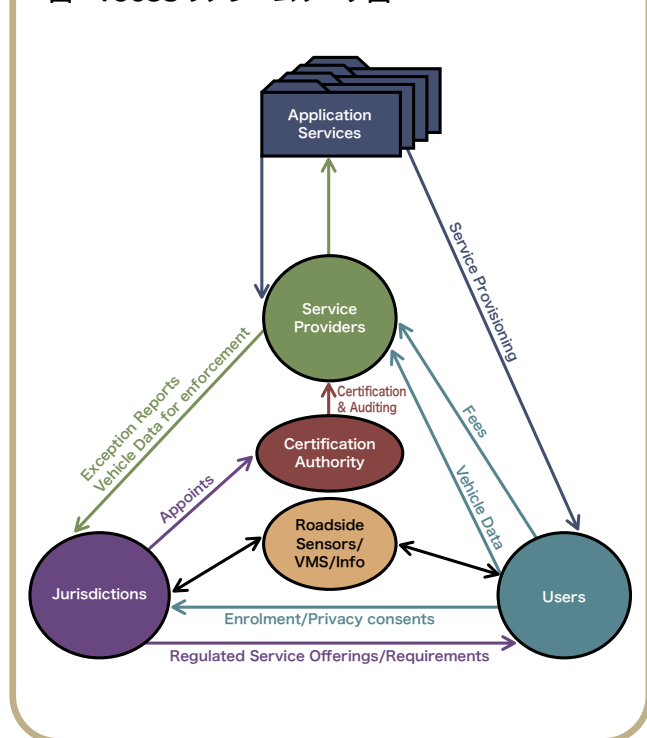 Application
Services
Service Provisioning
Service
Providers
Exception Reports
Vehicle Data for enforcement
Certification
& Auditing
Fees
Certification
Authority
Appoints
Vehicle Data
Roadside
Sensors/
VMS/Info
Jurisdictions
Users
Enrolment/Privacy consents
Regulated Service Offerings/Requirements